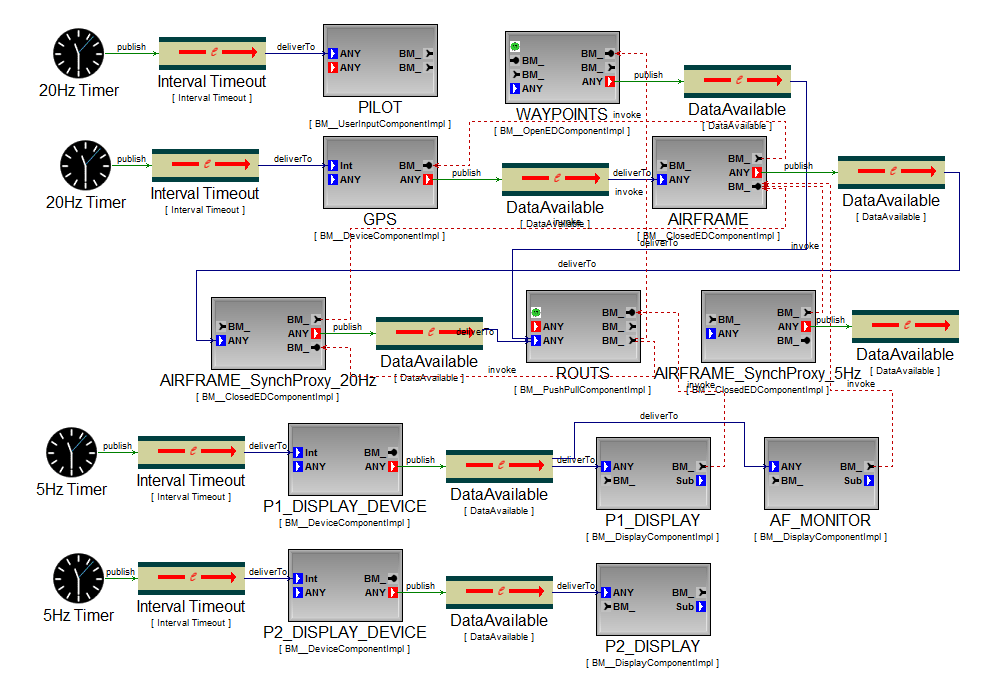 publish
deliverTo
ANY
ANY
BM_
BM_
20Hz Timer
Interval Timeout
[ Interval Timeout ]
PILOT
[ BM__UserInputComponentImpl ]
BM_
BM_
ANY
BM_
BM_
ANY
publish
WAYPOINTS
[ BM__OpenEDComponentImpl ]
DataAvailable
[ DataAvailable ]
invoke
publish
deliverTo
Int
ANY
BM_
ANY
publish
20Hz Timer
Interval Timeout
[ Interval Timeout ]
GPS
[ BM__DeviceComponentImpl ]
deliverTo
invoke
DataAvailable
[ DataAvailable ]
invoke
BM_
ANY
BM_
ANY
BM_
publish
AIRFRAME
[ BM__ClosedEDComponentImpl ]
DataAvailable
[ DataAvailable ]
deliverTo
invoke
deliverTo
BM_
ANY
BM_
ANY
BM_
publish
AIRFRAME_SynchProxy_20Hz
[ BM__ClosedEDComponentImpl ]
deliverTo
DataAvailable
[ DataAvailable ]
invoke
ANY
ANY
BM_
BM_
BM_
ROUTS
[ BM__PushPullComponentImpl ]
BM_
ANY
BM_
ANY
BM_
publish
AIRFRAME_SynchProxy_5Hz
[ BM__ClosedEDComponentImpl ]
invoke
invoke
DataAvailable
[ DataAvailable ]
publish
deliverTo
Int
ANY
BM_
ANY
publish
deliverTo
deliverTo
5Hz Timer
Interval Timeout
[ Interval Timeout ]
P1_DISPLAY_DEVICE
[ BM__DeviceComponentImpl ]
DataAvailable
[ DataAvailable ]
ANY
BM_
BM_
Sub
P1_DISPLAY
[ BM__DisplayComponentImpl ]
ANY
BM_
BM_
Sub
AF_MONITOR
[ BM__DisplayComponentImpl ]
publish
deliverTo
Int
ANY
BM_
ANY
publish
deliverTo
5Hz Timer
Interval Timeout
[ Interval Timeout ]
P2_DISPLAY_DEVICE
[ BM__DeviceComponentImpl ]
DataAvailable
[ DataAvailable ]
ANY
BM_
BM_
Sub
P2_DISPLAY
[ BM__DisplayComponentImpl ]